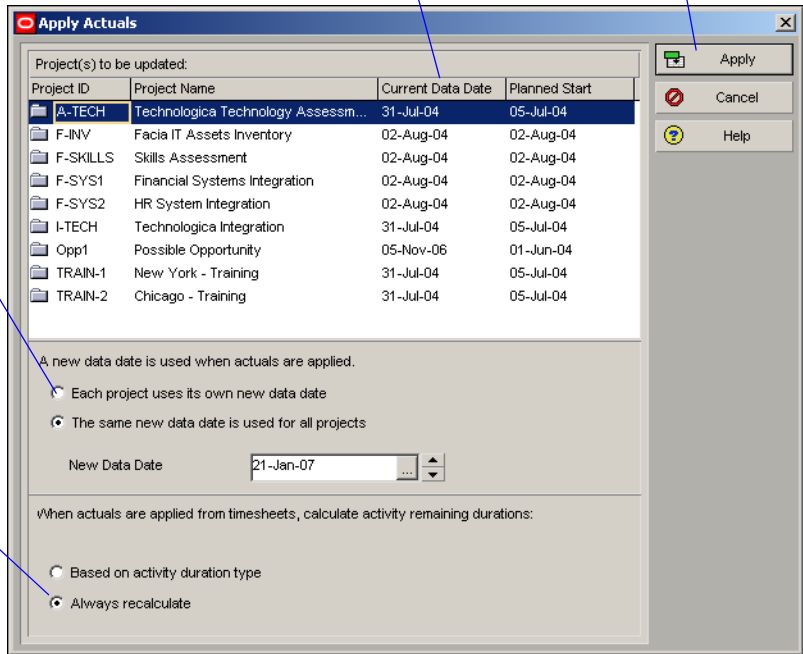 Apply Actuals
Project(s) to be updated:
Project ID Project Name Current Data Date Planned Start
A-TECH Technologica Technology Assessm... 31-Jul-04 05-Jul-04
F-INV Facia IT Assets Inventory 02-Aug-04 02-Aug-04
F-SKILLS Skills Assessment 02-Aug-04 02-Aug-04
F-SYS1 Financial Systems Integration 02-Aug-04 02-Aug-04
F-SYS2 HR System Integration 02-Aug-04 02-Aug-04
I-TECH Technologica Integration 31-Jul-04 05-Jul-04
Opp1 Possible Opportunity 05-Nov-06 01-Jun-04
TRAIN-1 New York - Training 31-Jul-04 05-Jul-04
TRAIN-2 Chicago - Training 31-Jul-04 05-Jul-04
A new data date is used when actuals are applied.
Each project uses its own new data date
The same new data date is used for all projects
New Data Date 21-Jan-07 ...
When actuals are applied from timesheets, calculate activity remaining durations:
Based on activity duration type
Always recalculate
Apply
Cancel
Help